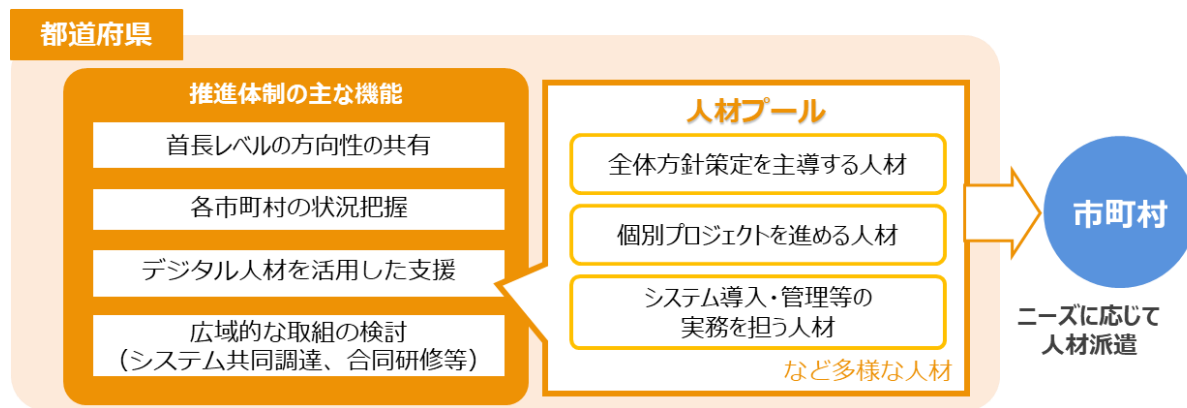 都道府県
推進体制の主な機能
首長レベルの方向性の共有
各市町村の状況把握
デジタル人材を活用した支援
広域的な取組の検討
（システム共同調達、合同研修等）
人材プール
全体方針策定を主導する人材
個別プロジェクトを進める人材
システム導入・管理等の
実務を担う人材
など多様な人材
市町村
ニーズに応じて
人材派遣